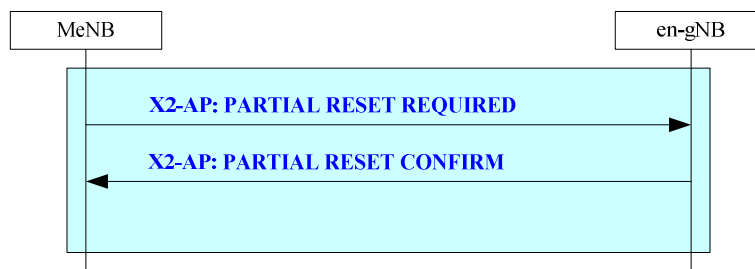 MeNB
en-gNB
X2-AP: PARTIAL RESET REQUIRED
X2-AP: PARTIAL RESET CONFIRM